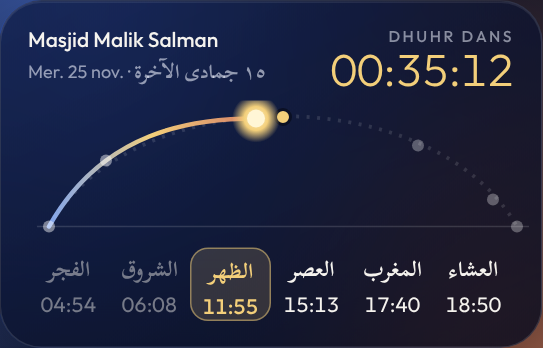 Masjid Malik Salman
Mer. 25 nov. · ١٥ جمادى الآخرة
DHUHR DANS
00:35:12
الفجر
04:54
الشروق
06:08
الظهر
11:55
العصر
15:13
المغرب
17:40
العشاء
18:50